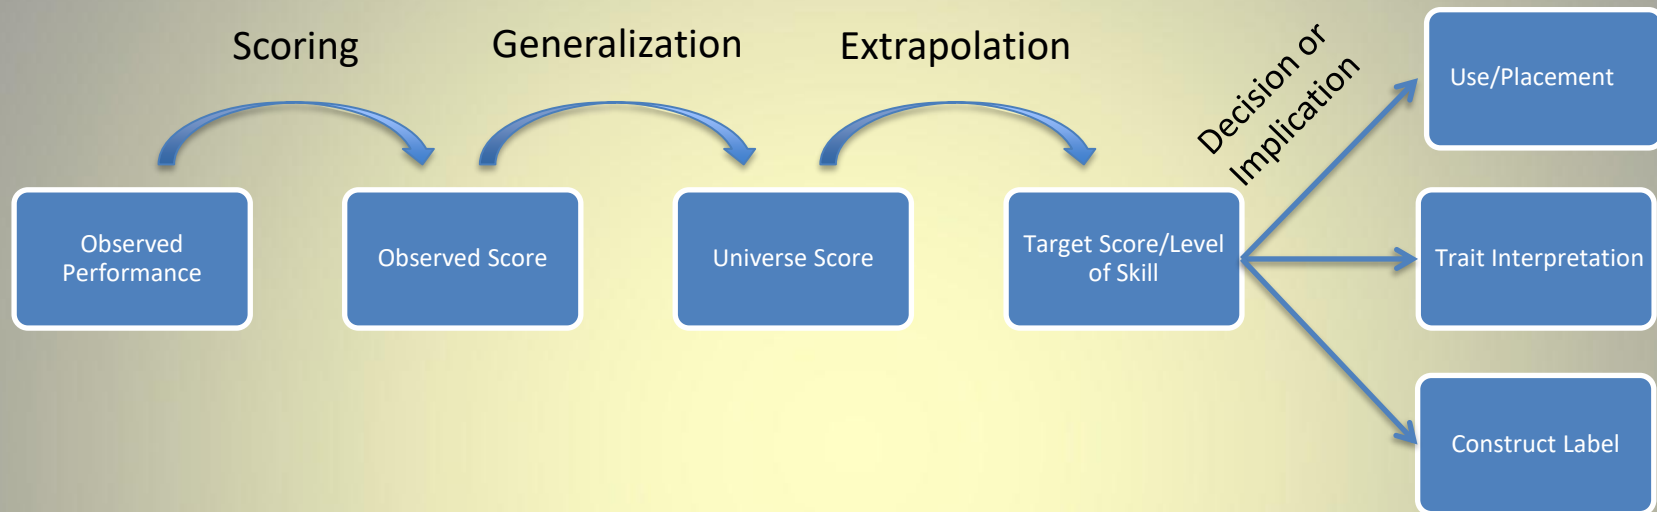 Scoring
Generalization
Extrapolation
Decision or
Implication
Observed
Performance
Observed Score
Universe Score
Target Score/Level
of Skill
Use/Placement
Trait Interpretation
Construct Label